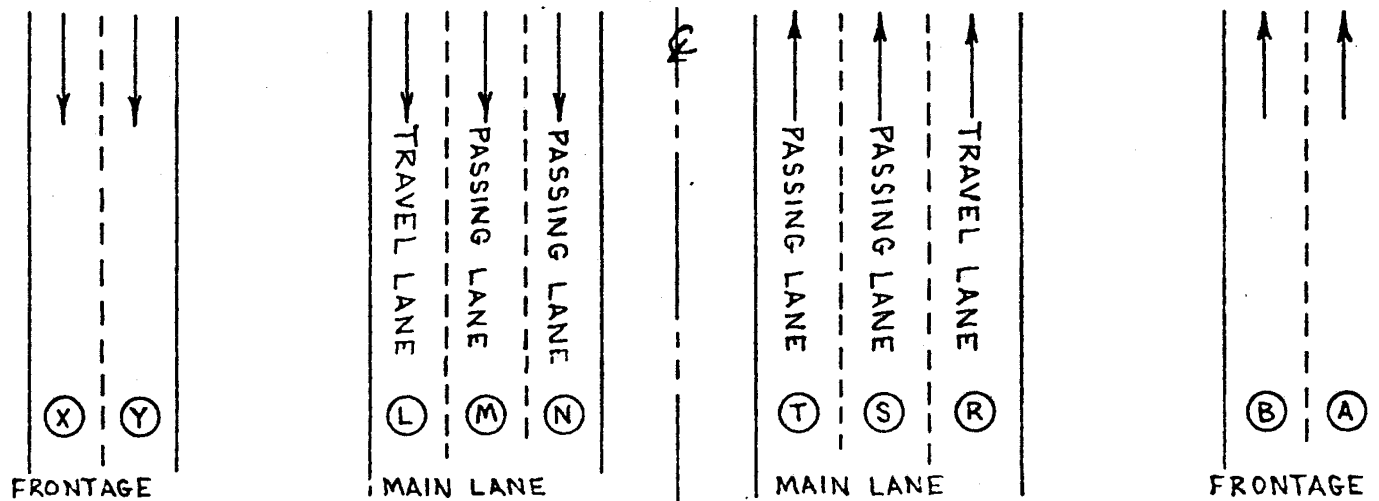 ℄
TRAVEL LANE
PASSING LANE
PASSING LANE
PASSING LANE
PASSING LANE
TRAVEL LANE
X Y L M N T S R B A
FRONTAGE MAIN LANE MAIN LANE FRONTAGE